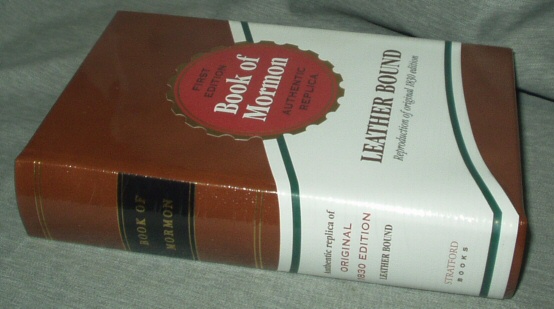 FIRST
EDITION
Book of
Mormon
AUTHENTIC
REPLICA
LEATHER BOUND
Reproduction of original 1830 edition
BOOK OF
MORMON
Authentic replica of
ORIGINAL
1830 EDITION
LEATHER BOUND
STRATFORD
BOOKS